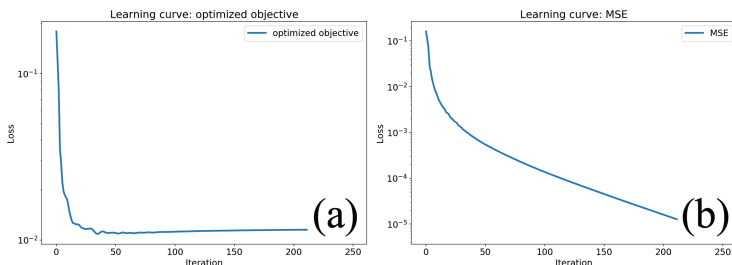 Learning curve: optimized objective
optimized objective
10⁻¹
10⁻²
Loss
0 50 100 150 200 250
Iteration
(a)
Learning curve: MSE
MSE
10⁻¹
10⁻²
10⁻³
10⁻⁴
10⁻⁵
Loss
0 50 100 150 200 250
Iteration
(b)